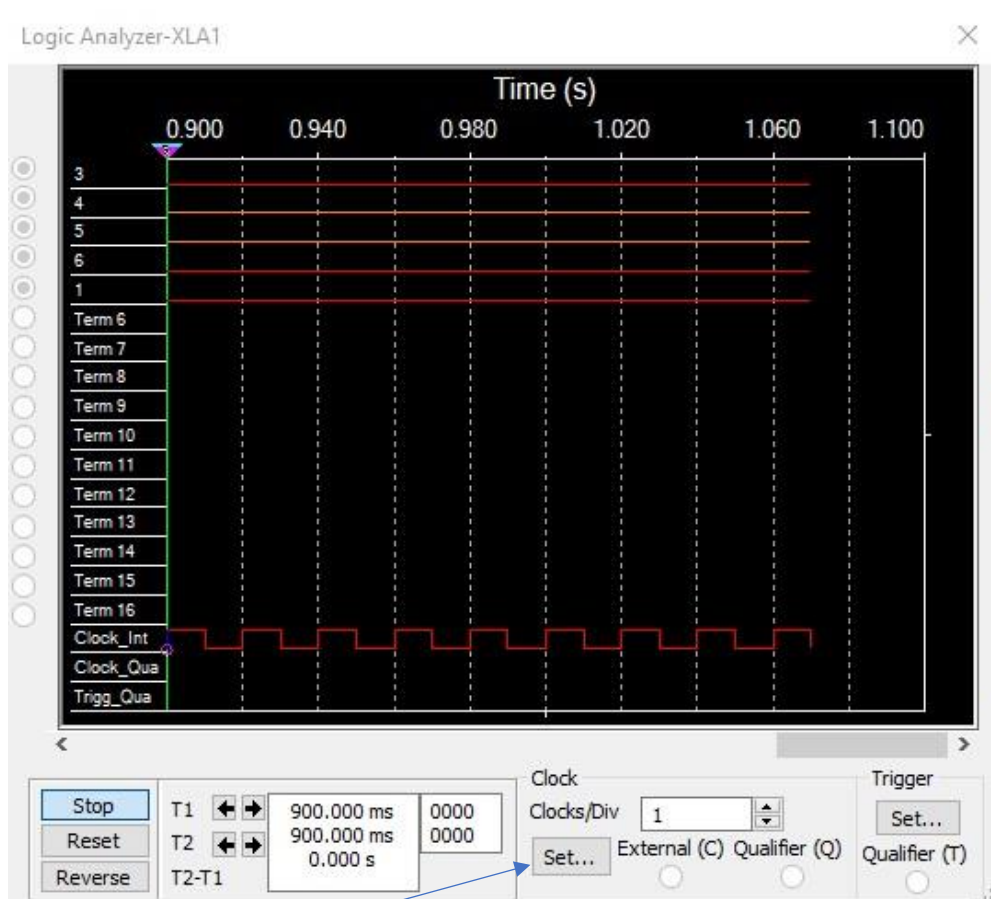 Logic Analyzer-XLA1
Time (s)
0.900 0.940 0.980 1.020 1.060 1.100
3
4
5
6
1
Term 6
Term 7
Term 8
Term 9
Term 10
Term 11
Term 12
Term 13
Term 14
Term 15
Term 16
Clock_Int
Clock_Qua
Trigg_Qua
Stop
Reset
Reverse
T1 900.000 ms 0000
T2 900.000 ms 0000
T2-T1 0.000 s
Clock
Clocks/Div 1
Set... External (C) Qualifier (Q)
Trigger
Set...
Qualifier (T)